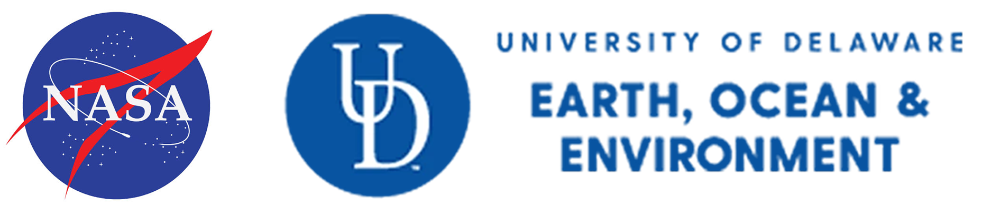 NASA
UD
UNIVERSITY OF DELAWARE
EARTH, OCEAN &
ENVIRONMENT